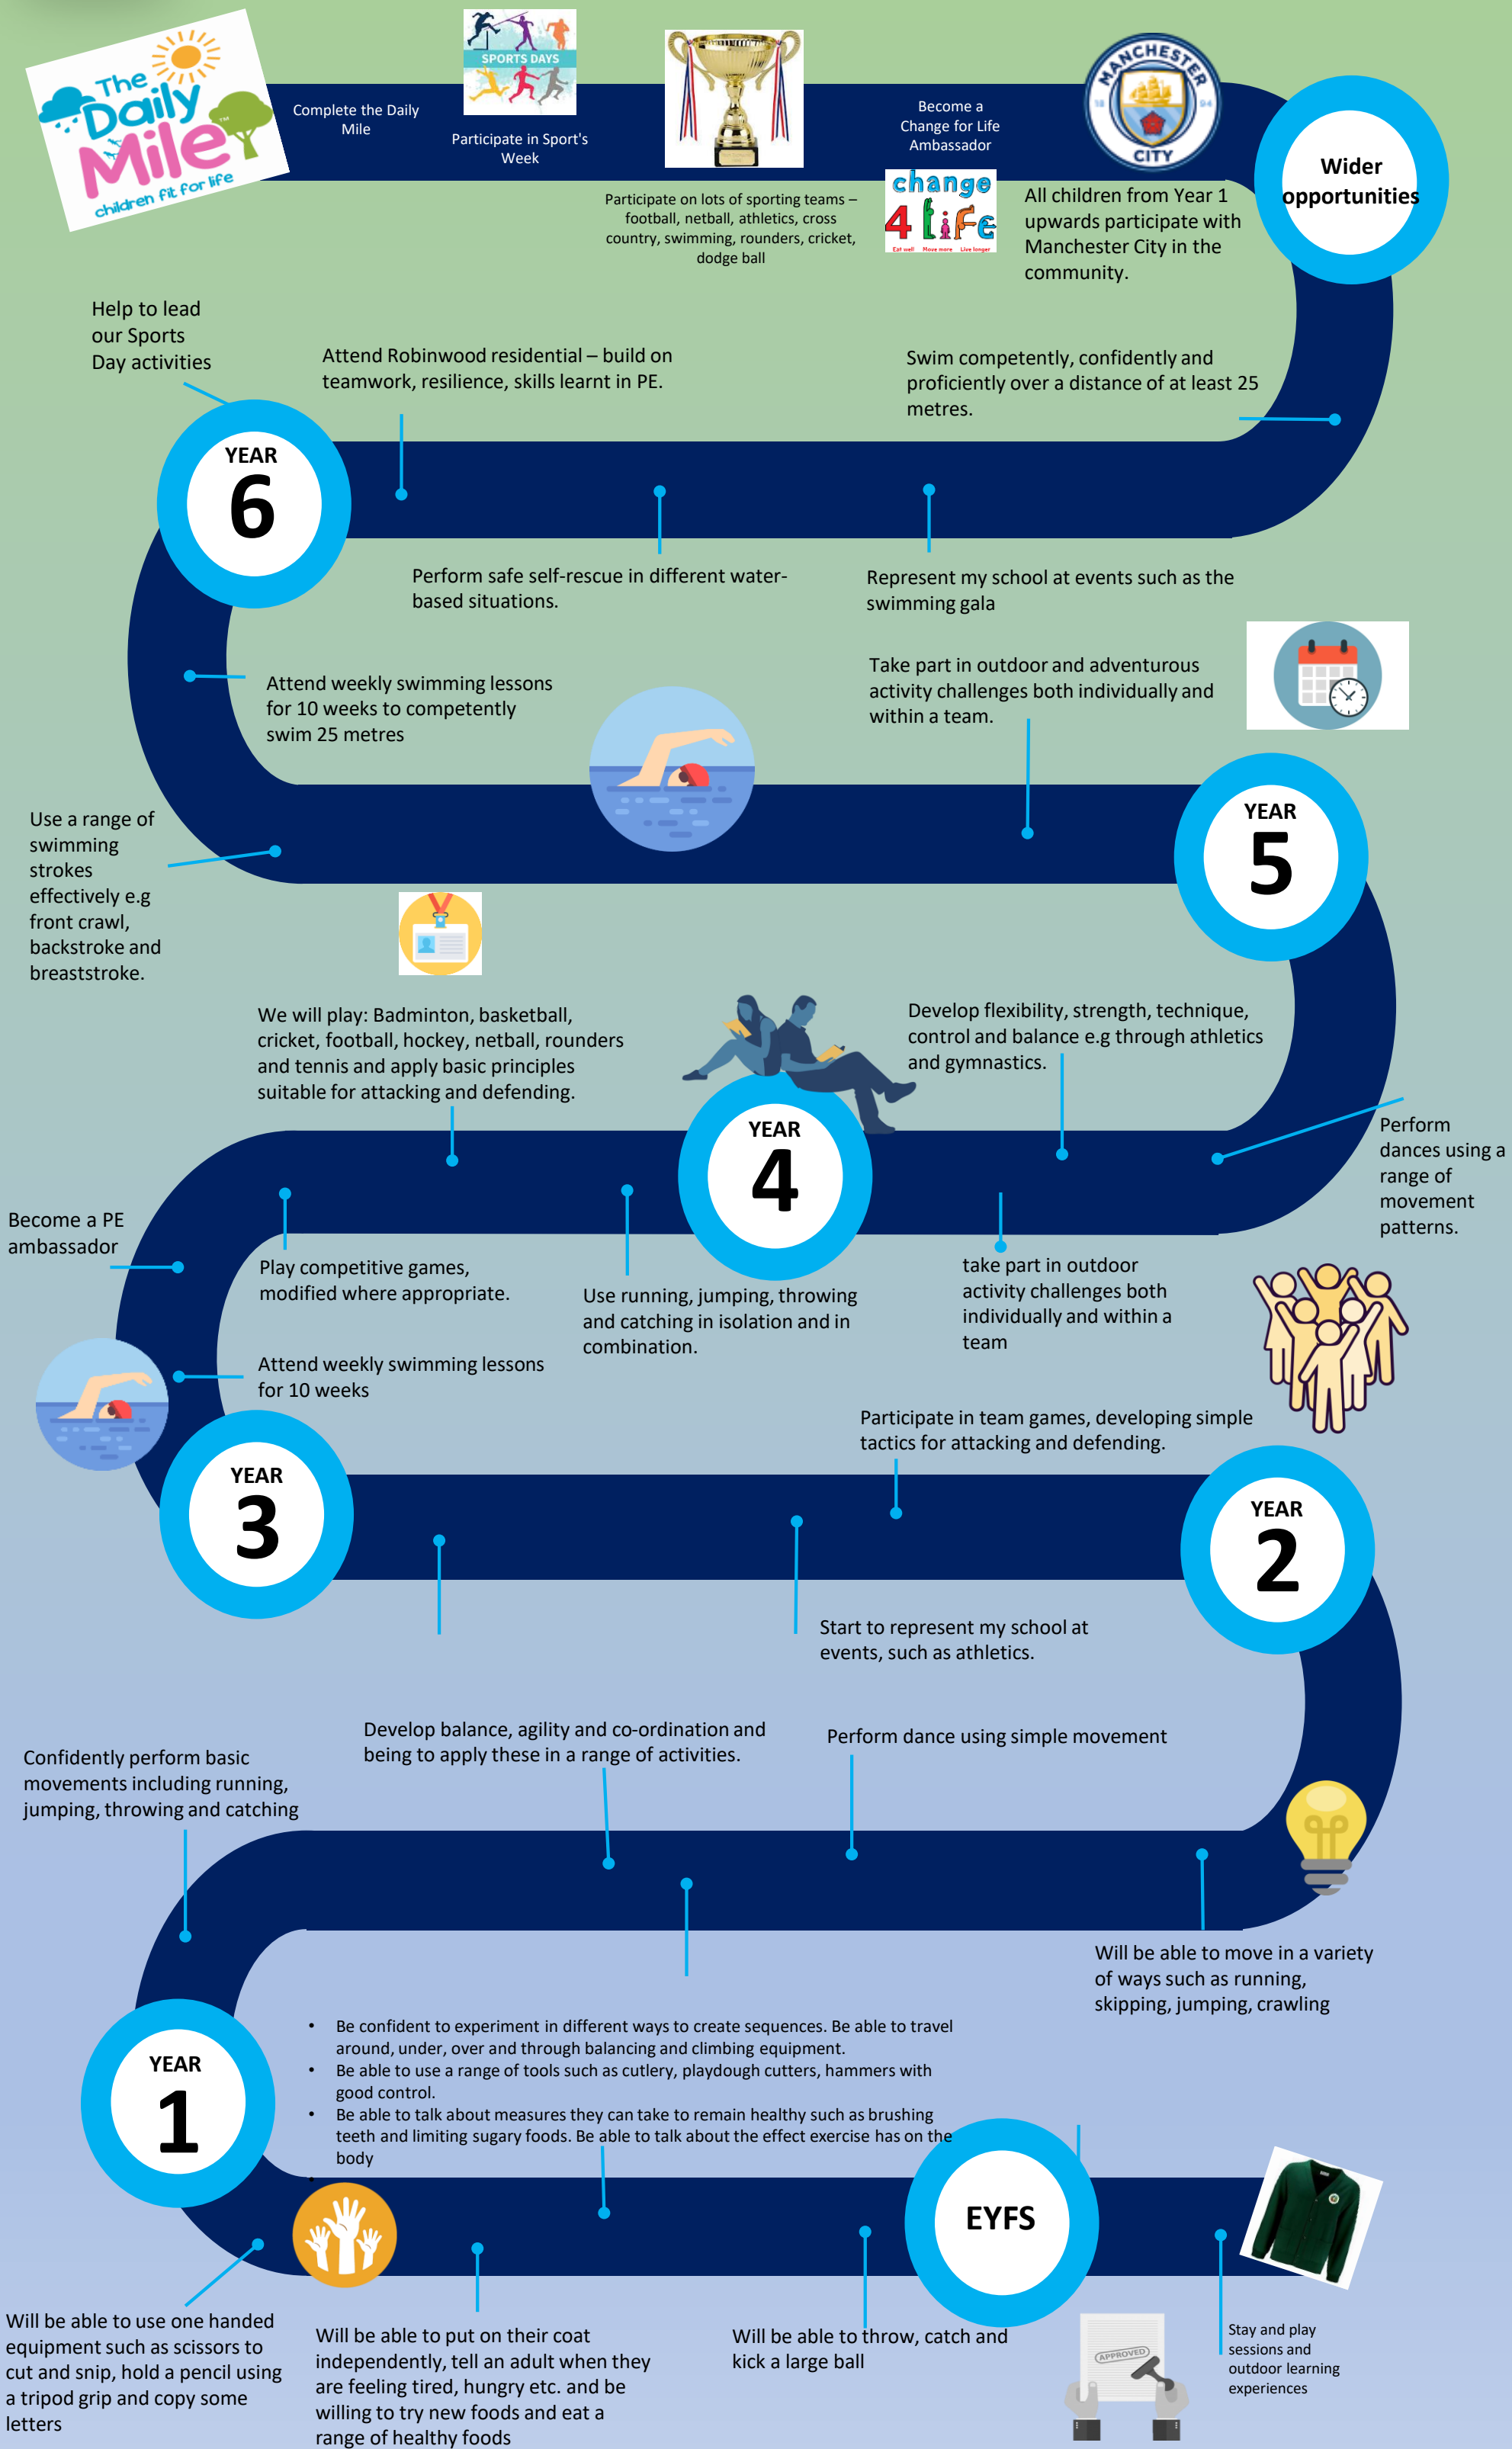 The
Daily
Mile™
children fit for life
Complete the Daily
Mile
SPORTS DAYS
Participate in Sport's
Week
Participate on lots of sporting teams –
football, netball, athletics, cross
country, swimming, rounders, cricket,
dodge ball
Become a
Change for Life
Ambassador
change
4 Life
Eat well Move more Live longer
MANCHESTER
18 94
CITY
All children from Year 1
upwards participate with
Manchester City in the
community.
Wider
opportunities
Help to lead
our Sports
Day activities
Attend Robinwood residential – build on
teamwork, resilience, skills learnt in PE.
Swim competently, confidently and
proficiently over a distance of at least 25
metres.
YEAR
6
Perform safe self-rescue in different water-
based situations.
Represent my school at events such as the
swimming gala
Attend weekly swimming lessons
for 10 weeks to competently
swim 25 metres
Take part in outdoor and adventurous
activity challenges both individually and
within a team.
YEAR
5
Use a range of
swimming
strokes
effectively e.g
front crawl,
backstroke and
breaststroke.
We will play: Badminton, basketball,
cricket, football, hockey, netball, rounders
and tennis and apply basic principles
suitable for attacking and defending.
Develop flexibility, strength, technique,
control and balance e.g through athletics
and gymnastics.
YEAR
4
Perform
dances using a
range of
movement
patterns.
Become a PE
ambassador
Play competitive games,
modified where appropriate.
Use running, jumping, throwing
and catching in isolation and in
combination.
take part in outdoor
activity challenges both
individually and within a
team
Attend weekly swimming lessons
for 10 weeks
Participate in team games, developing simple
tactics for attacking and defending.
YEAR
3
YEAR
2
Start to represent my school at
events, such as athletics.
Confidently perform basic
movements including running,
jumping, throwing and catching
Develop balance, agility and co-ordination and
being to apply these in a range of activities.
Perform dance using simple movement
Will be able to move in a variety
of ways such as running,
skipping, jumping, crawling
YEAR
1
• Be confident to experiment in different ways to create sequences. Be able to travel
around, under, over and through balancing and climbing equipment.
• Be able to use a range of tools such as cutlery, playdough cutters, hammers with
good control.
• Be able to talk about measures they can take to remain healthy such as brushing
teeth and limiting sugary foods. Be able to talk about the effect exercise has on the
body
•
EYFS
Will be able to use one handed
equipment such as scissors to
cut and snip, hold a pencil using
a tripod grip and copy some
letters
Will be able to put on their coat
independently, tell an adult when they
are feeling tired, hungry etc. and be
willing to try new foods and eat a
range of healthy foods
Will be able to throw, catch and
kick a large ball
APPROVED
Stay and play
sessions and
outdoor learning
experiences